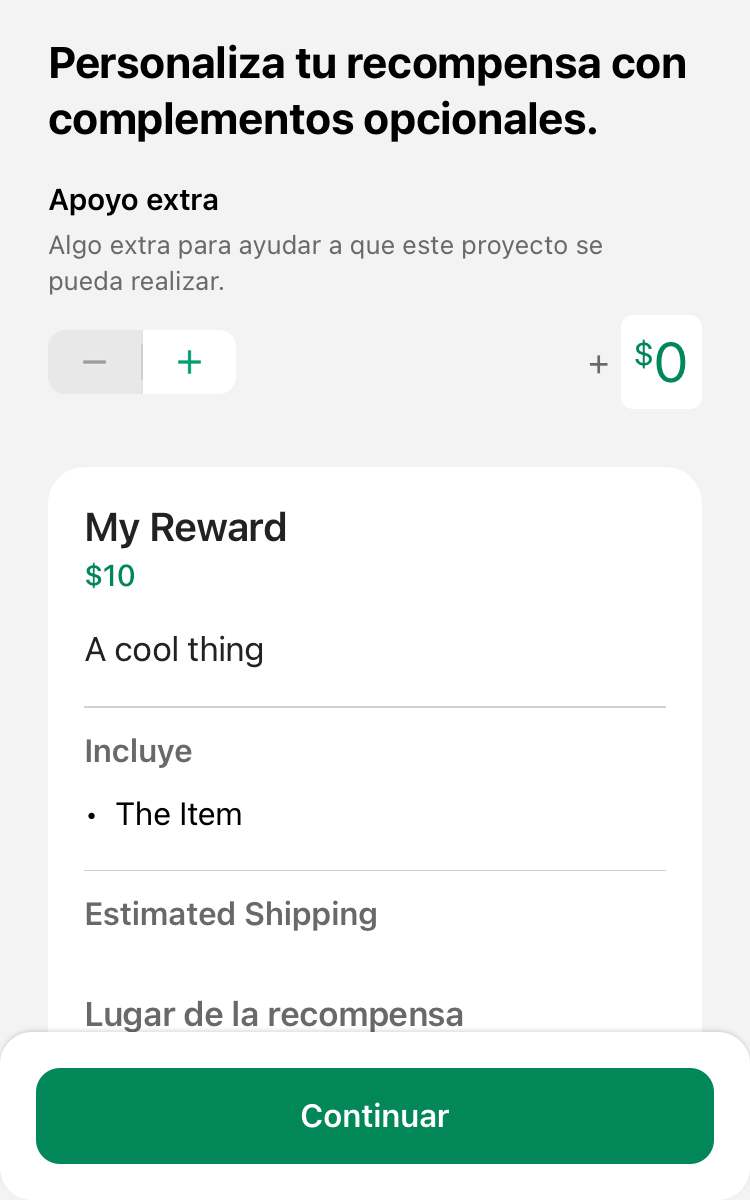 Personaliza tu recompensa con
complementos opcionales.
Apoyo extra
Algo extra para ayudar a que este proyecto se
pueda realizar.
− +
+ $0
My Reward
$10
A cool thing
Incluye
• The Item
Estimated Shipping
Lugar de la recompensa
Continuar